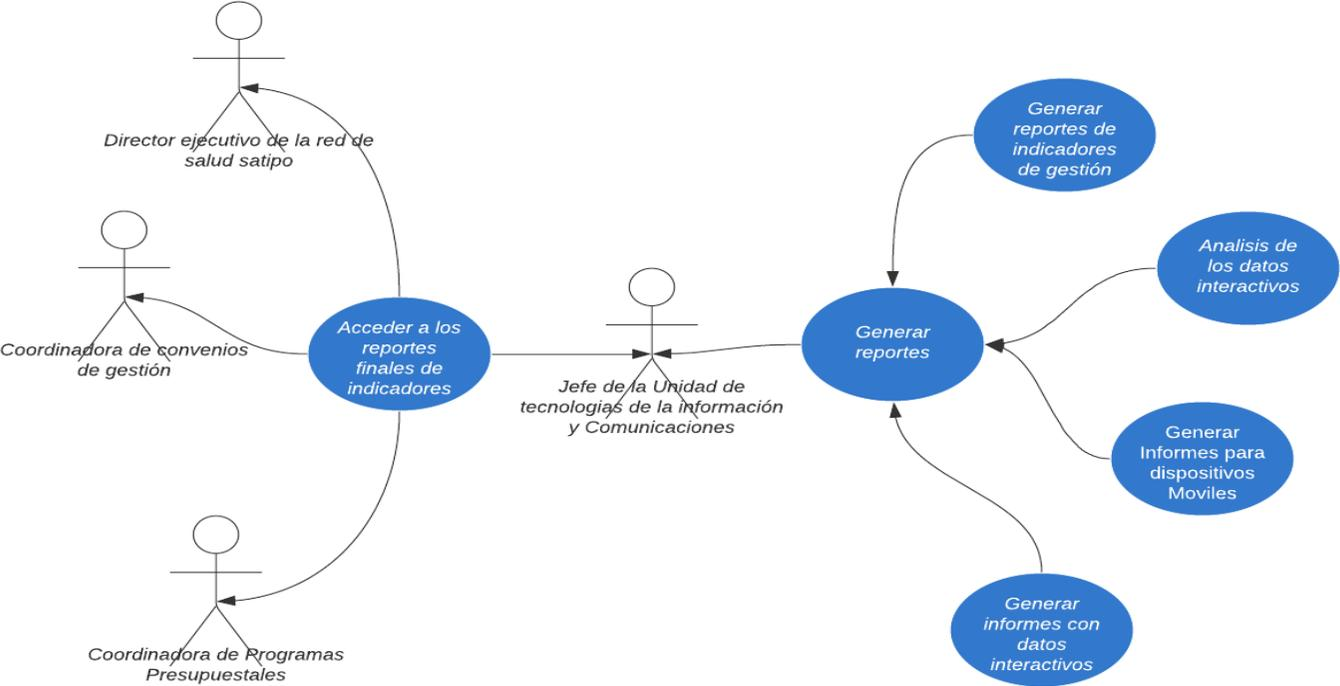 Director ejecutivo de la red de
salud satipo
Coordinadora de convenios
de gestión
Acceder a los
reportes
finales de
indicadores
Coordinadora de Programas
Presupuestales
Jefe de la Unidad de
tecnologias de la información
y Comunicaciones
Generar
reportes
Generar
reportes de
indicadores
de gestión
Analisis de
los datos
interactivos
Generar
Informes para
dispositivos
Moviles
Generar
informes con
datos
interactivos